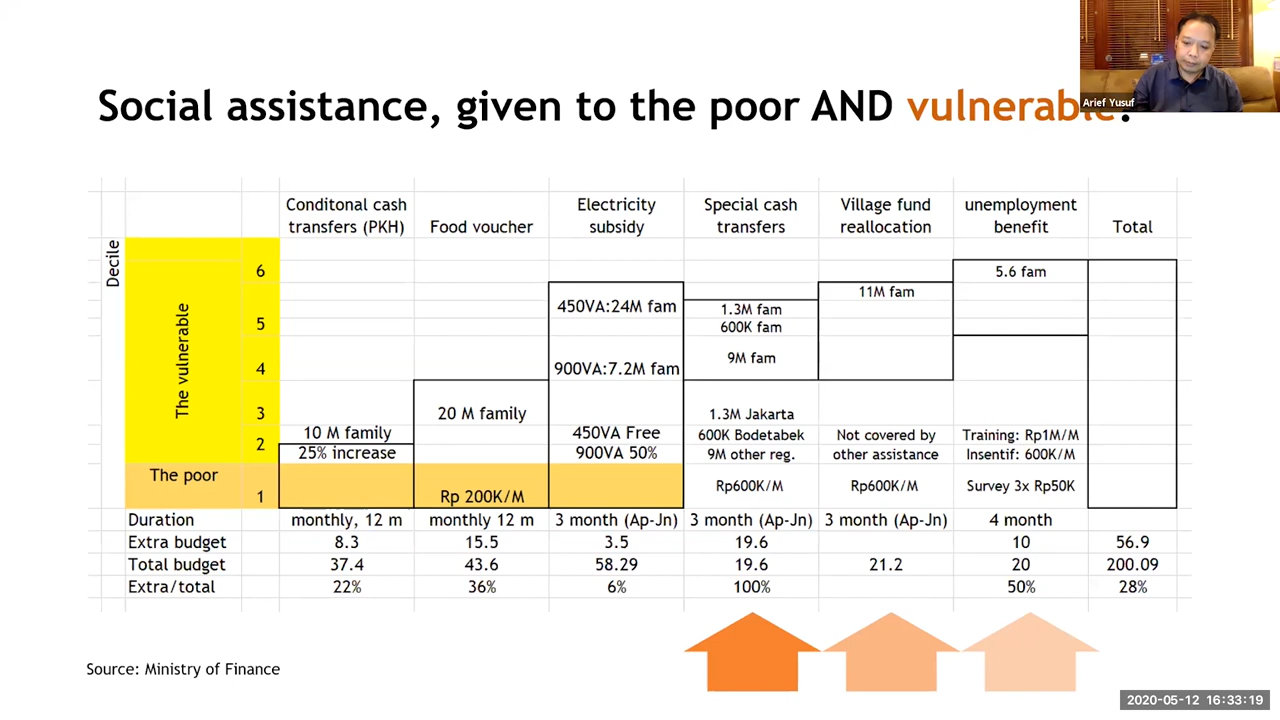 Arief Yusuf
Social assistance, given to the poor AND vulnerable.
Conditonal cash transfers (PKH)
Food voucher
Electricity subsidy
Special cash transfers
Village fund reallocation
unemployment benefit
Total
Decile
The vulnerable
6
5.6 fam
11M fam
450VA:24M fam
1.3M fam
5
600K fam
4
900VA:7.2M fam
9M fam
3
20 M family
1.3M Jakarta
10 M family
450VA Free
600K Bodetabek
Not covered by
Training: Rp1M/M
2
25% increase
900VA 50%
9M other reg.
other assistance
Insentif: 600K/M
The poor
Rp600K/M
Rp600K/M
Survey 3x Rp50K
1
Rp 200K/M
Duration monthly, 12 m monthly 12 m 3 month (Ap-Jn) 3 month (Ap-Jn) 3 month (Ap-Jn) 4 month
Extra budget 8.3 15.5 3.5 19.6 10 56.9
Total budget 37.4 43.6 58.29 19.6 21.2 20 200.09
Extra/total 22% 36% 6% 100% 50% 28%
Source: Ministry of Finance
2020-05-12 16:33:19